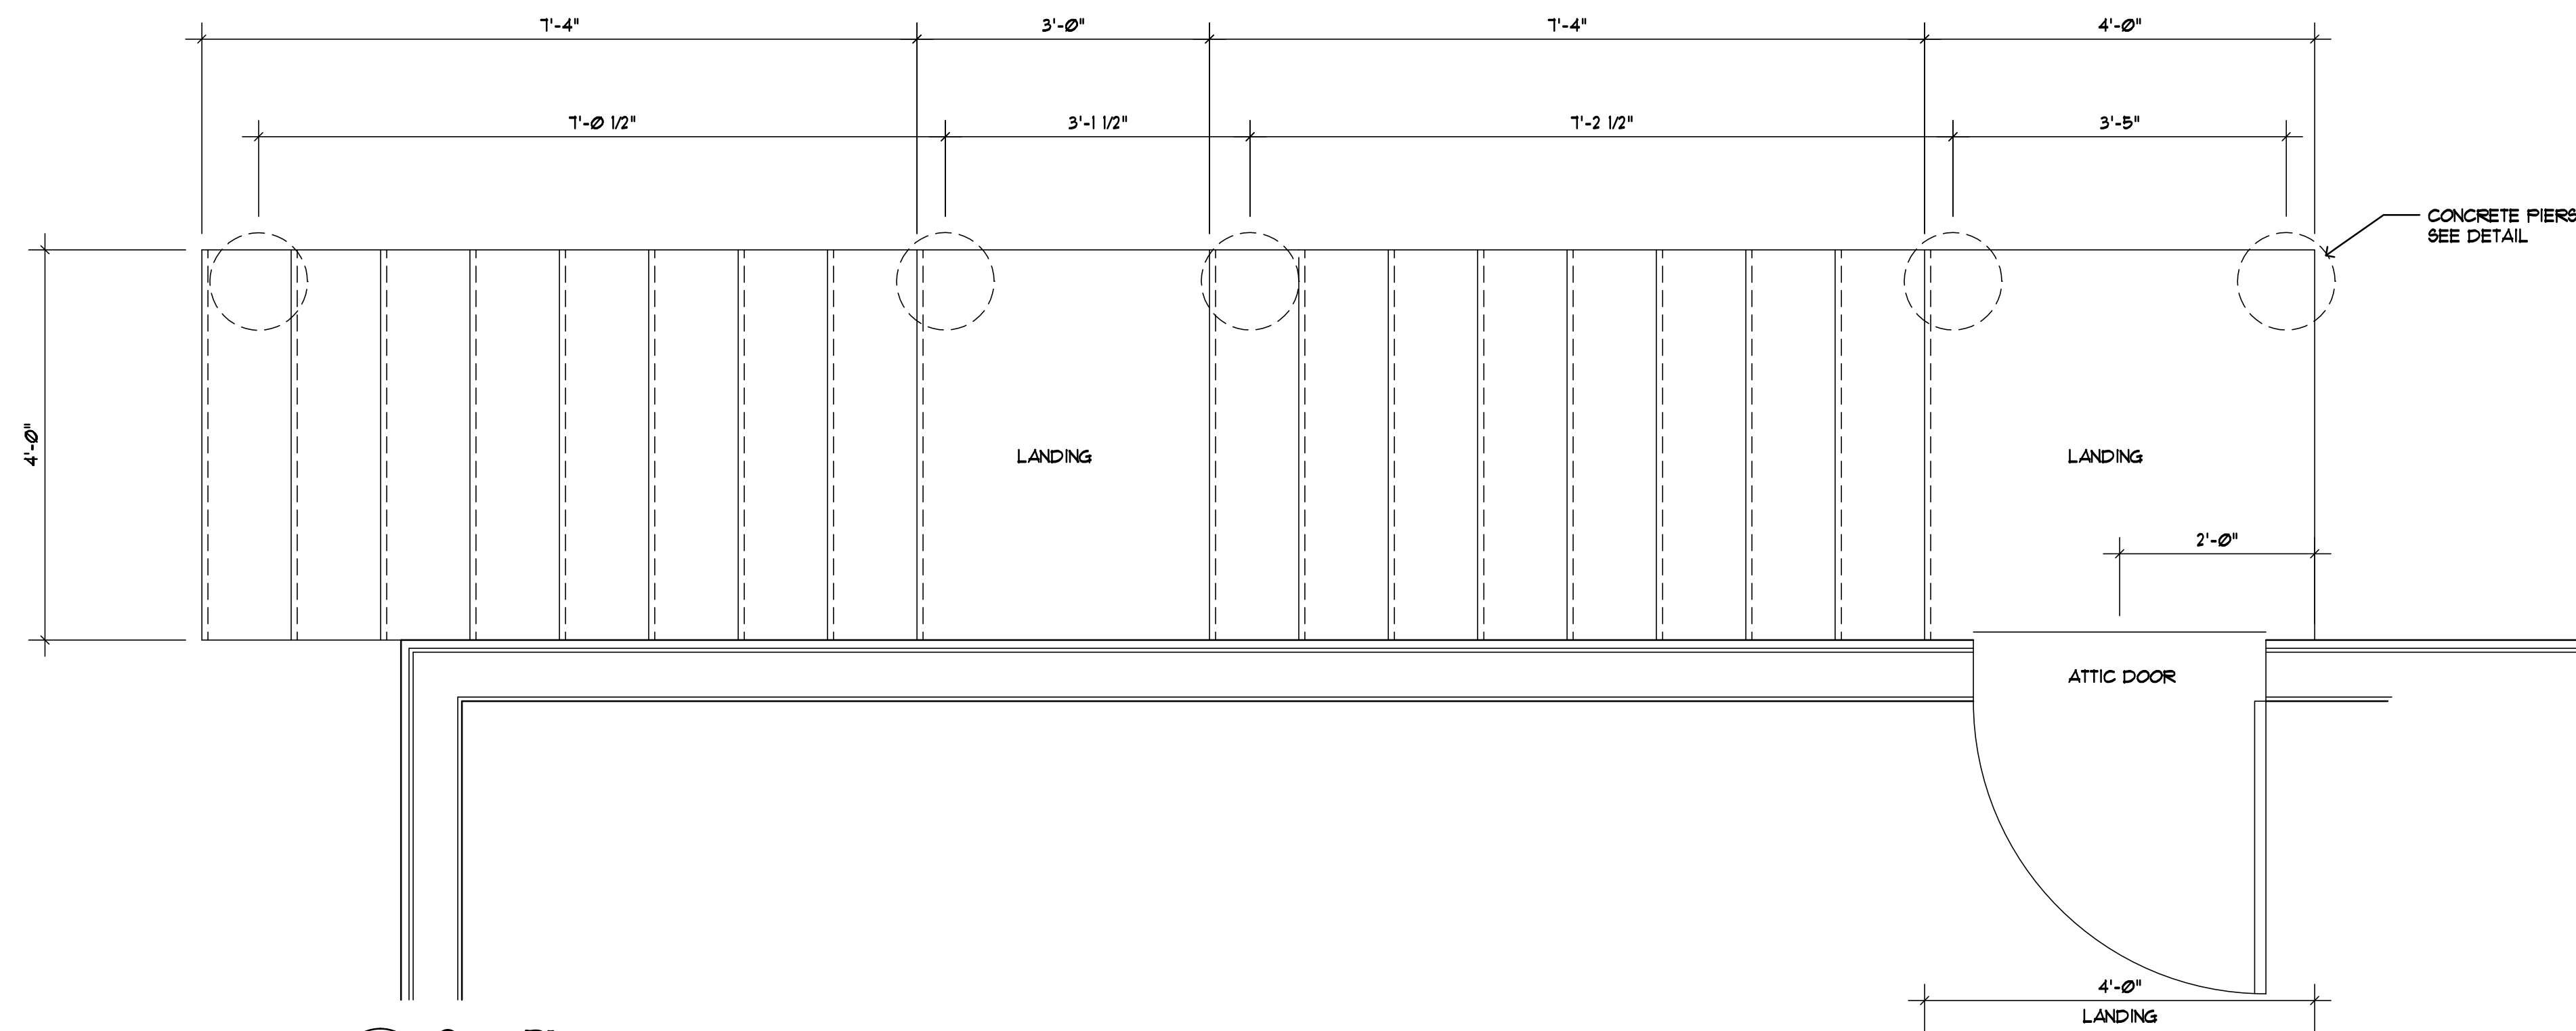 7'-4" 3'-0" 7'-4" 4'-0"
7'-0 1/2" 3'-1 1/2" 7'-2 1/2" 3'-5"
CONCRETE PIERS
SEE DETAIL
4'-0"
LANDING LANDING
2'-0"
ATTIC DOOR
4'-0"
LANDING